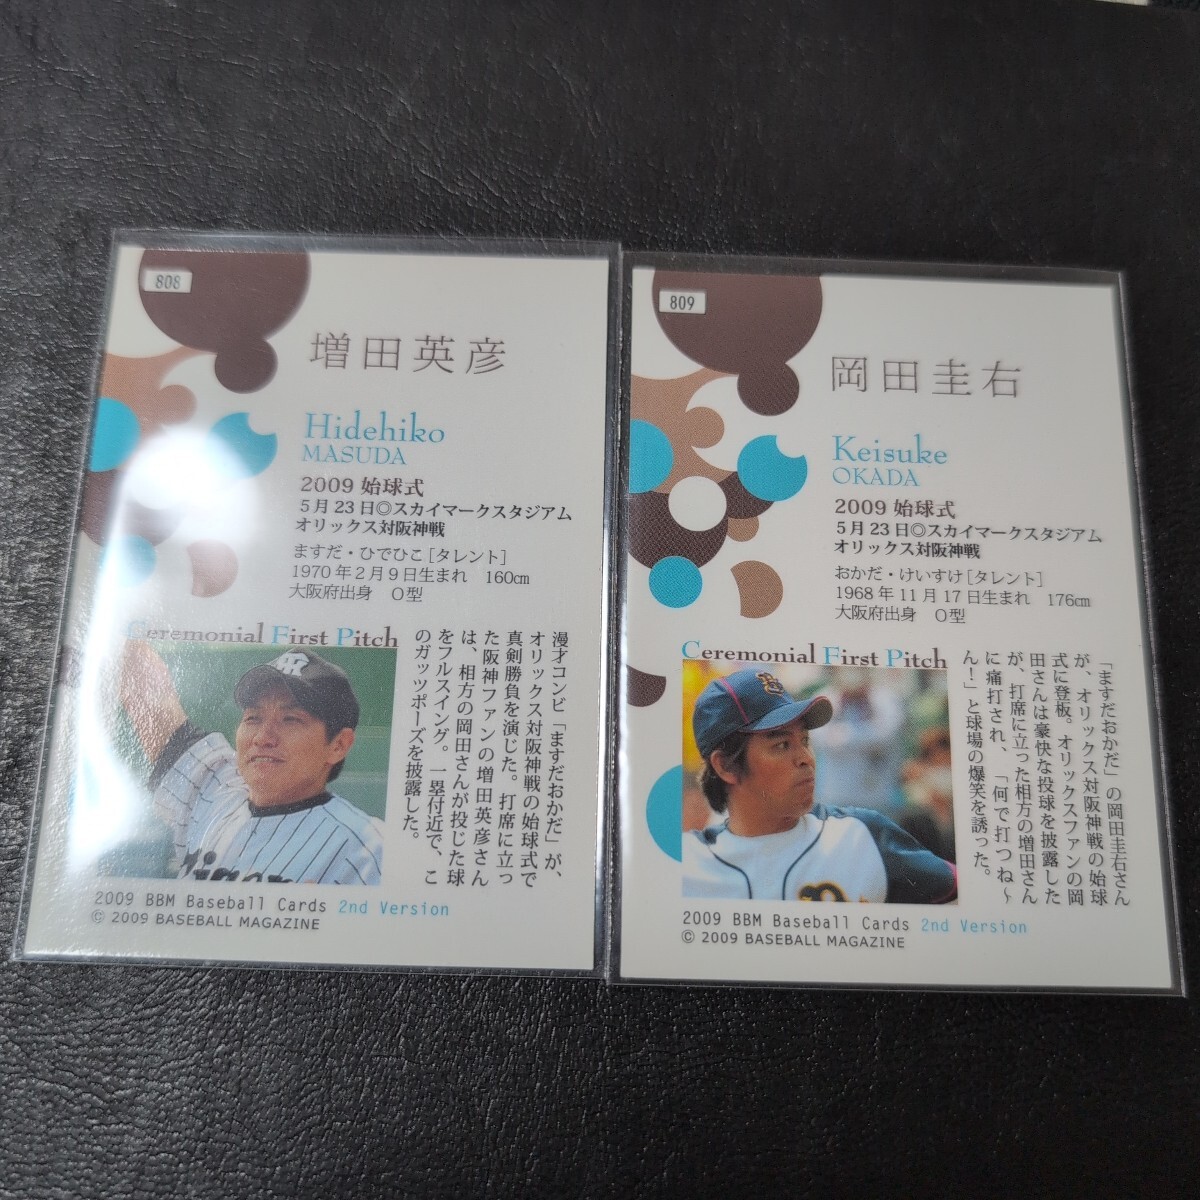 808
増田英彦
Hidehiko
MASUDA
2009 始球式
5月23日◎スカイマークスタジアム
オリックス対阪神戦
ますだ・ひでひこ[タレント]
1970年2月9日生まれ 160㎝
大阪府出身 O型
Ceremonial First Pitch
漫才コンビ「ますだおかだ」が、
オリックス対阪神戦の始球式で
真剣勝負を演じた。打席に立っ
た阪神ファンの増田英彦さん
は、相方の岡田さんが投じた球
をフルスイング。一塁付近で、こ
のガッツポーズを披露した。
2009 BBM Baseball Cards 2nd Version
© 2009 BASEBALL MAGAZINE
809
岡田圭右
Keisuke
OKADA
2009 始球式
5月23日◎スカイマークスタジアム
オリックス対阪神戦
おかだ・けいすけ[タレント]
1968年11月17日生まれ 176㎝
大阪府出身 O型
Ceremonial First Pitch
「ますだおかだ」の岡田圭右さん
が、オリックス対阪神戦の始球
式に登板。オリックスファンの岡
田さんは豪快な投球を披露した
が、打席に立った相方の増田さん
に痛打され、「何で打つね～
ん！」と球場の爆笑を誘った。
2009 BBM Baseball Cards 2nd Version
© 2009 BASEBALL MAGAZINE